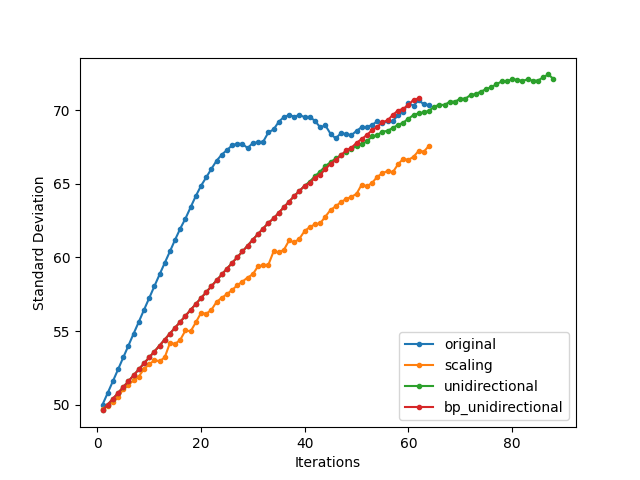 70
65
60
55
50
Standard Deviation
0
20
40
60
80
Iterations
original
scaling
unidirectional
bp_unidirectional